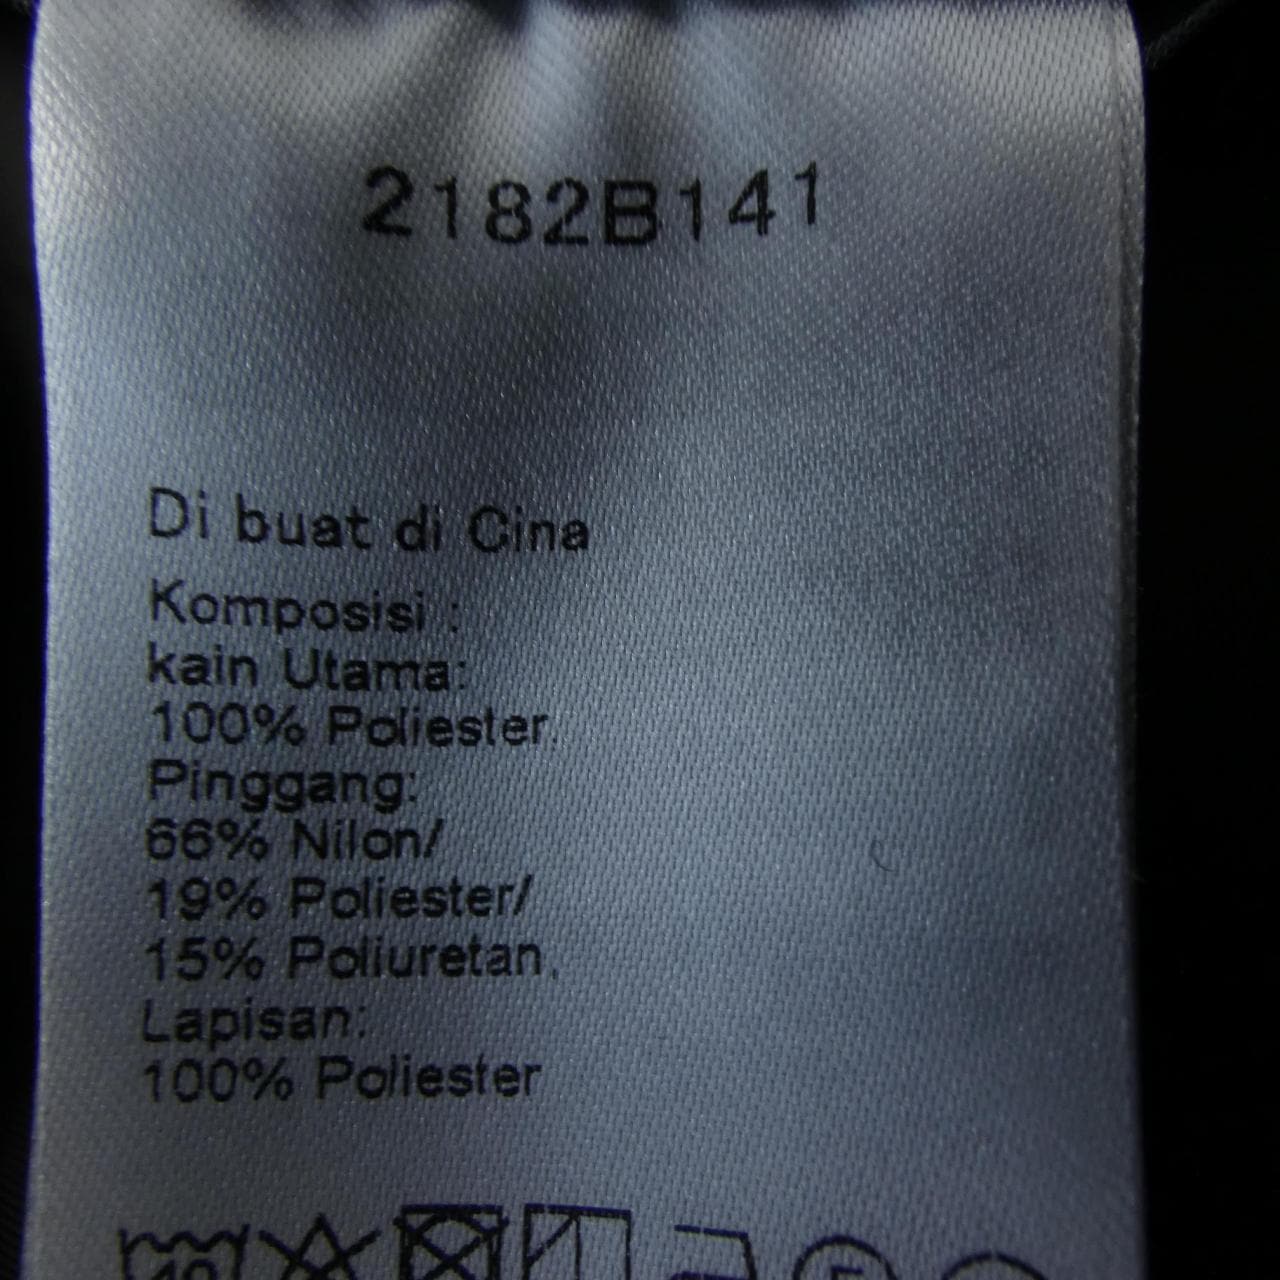 2182B141
Di buat di Cina
Komposisi :
kain Utama:
100% Poliester.
Pinggang:
66% Nilon/
19% Poliester/
15% Poliuretan.
Lapisan:
100% Poliester